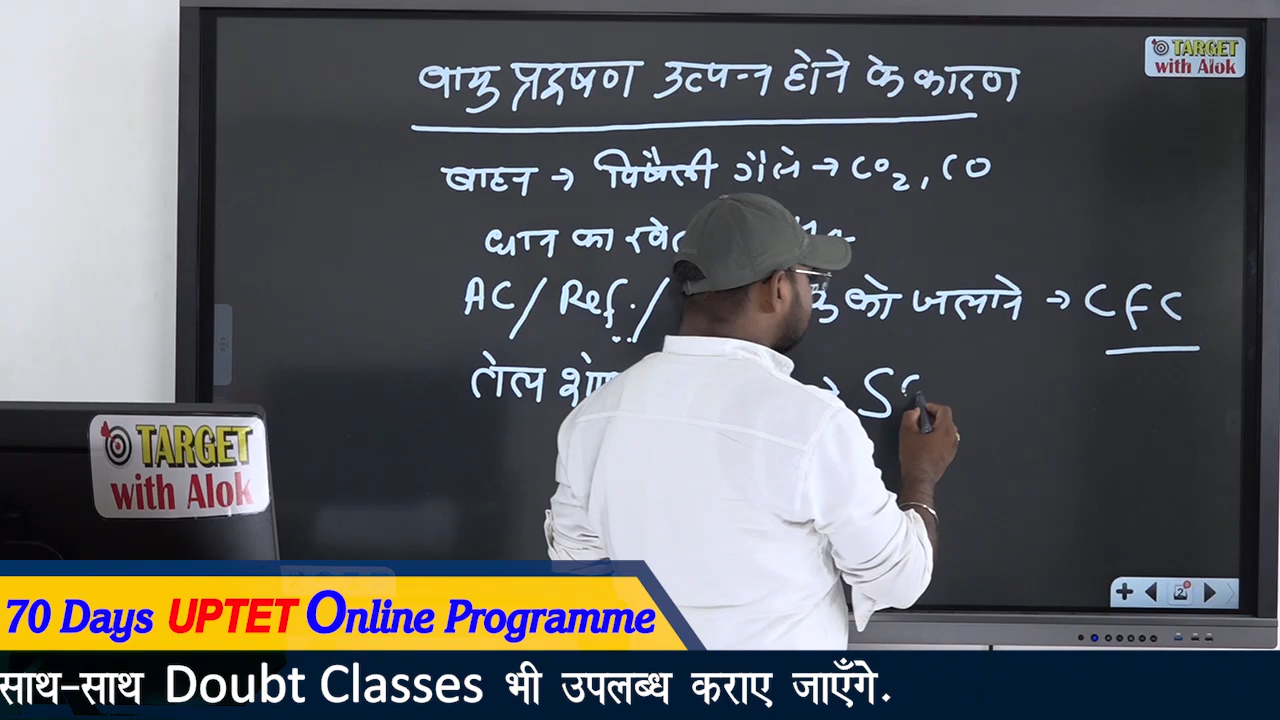 TARGET
with Alok
वायु प्रदूषण उत्पन्न होने के कारण
वाहन → विषैली गैसे → CO₂, CO
धान का खेत
AC / Ref. / को जलाने → CFC
तेल →  S
TARGET
with Alok
70 Days UPTET Online Programme
साथ-साथ Doubt Classes भी उपलब्ध कराए जाएँगे.